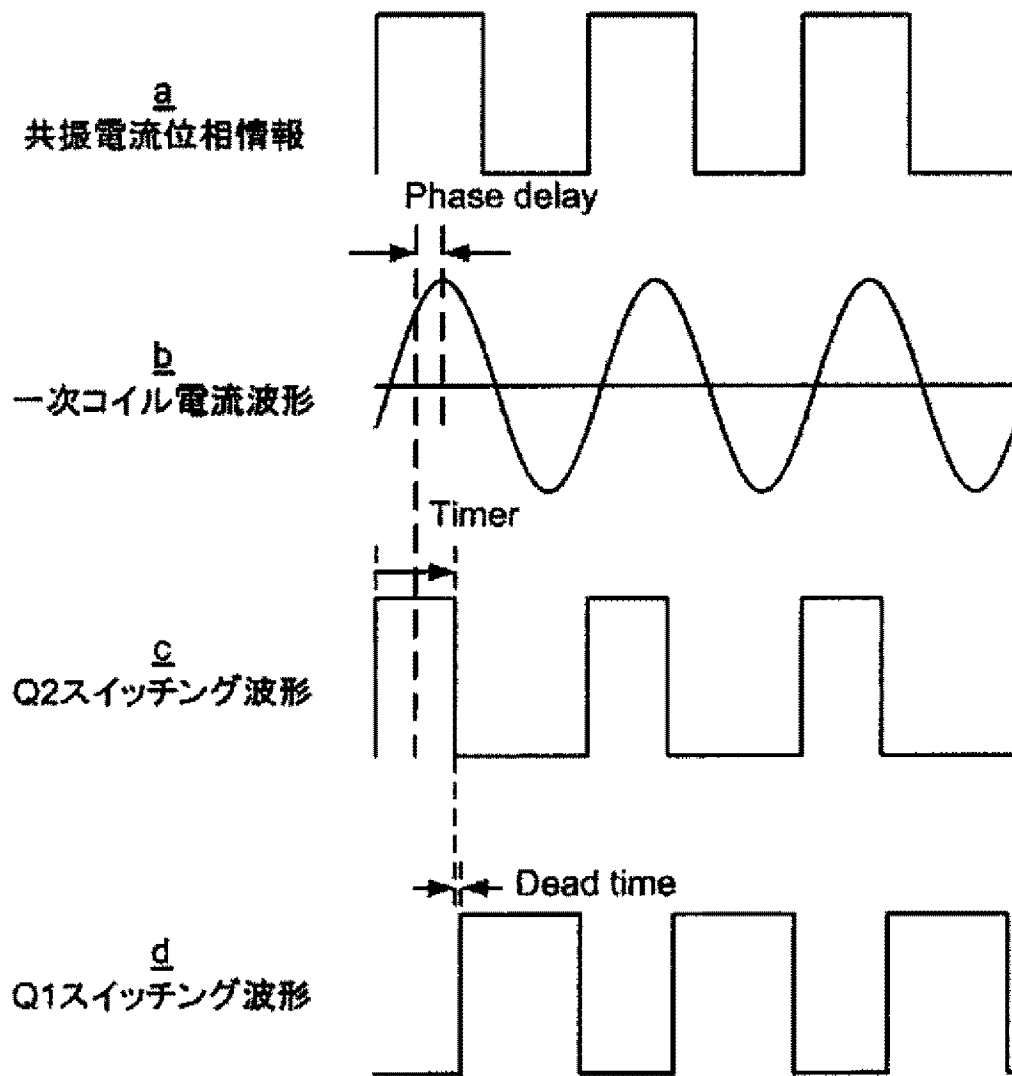 a
共振電流位相情報
Phase delay
b
一次コイル電流波形
Timer
c
Q2スイッチング波形
Dead time
d
Q1スイッチング波形